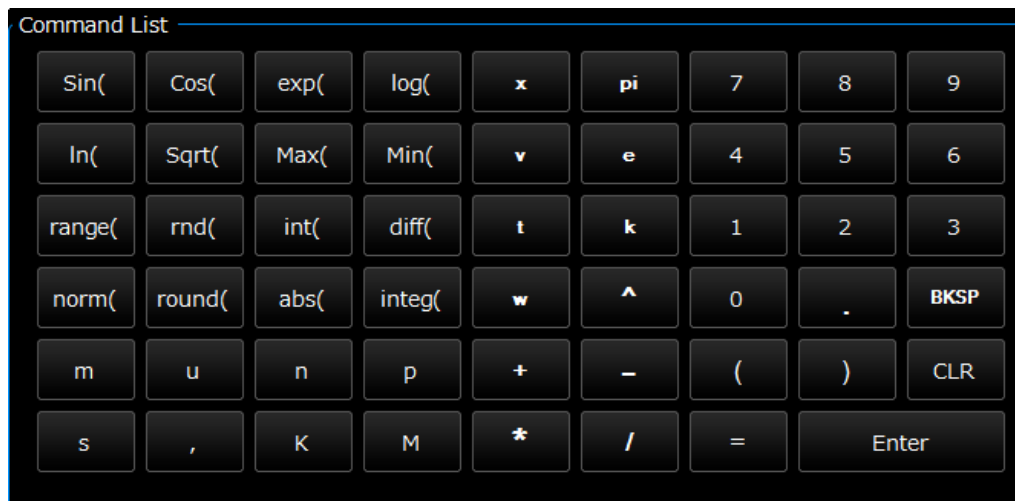 Command List
Sin( Cos( exp( log( x pi 7 8 9
ln( Sqrt( Max( Min( v e 4 5 6
range( rnd( int( diff( t k 1 2 3
norm( round( abs( integ( w ^ 0 . BKSP
m u n p + - ( ) CLR
s , K M * / = Enter